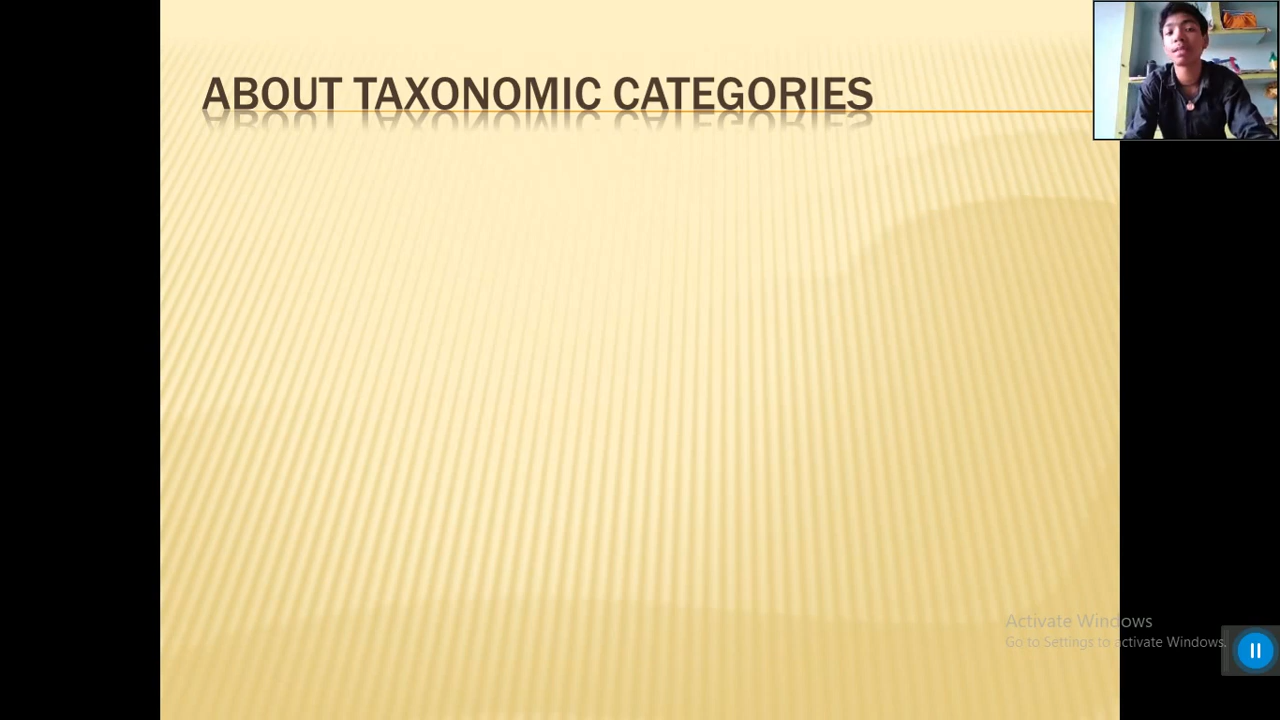 ABOUT TAXONOMIC CATEGORIES
Activate Windows
Go to Settings to activate Windows.